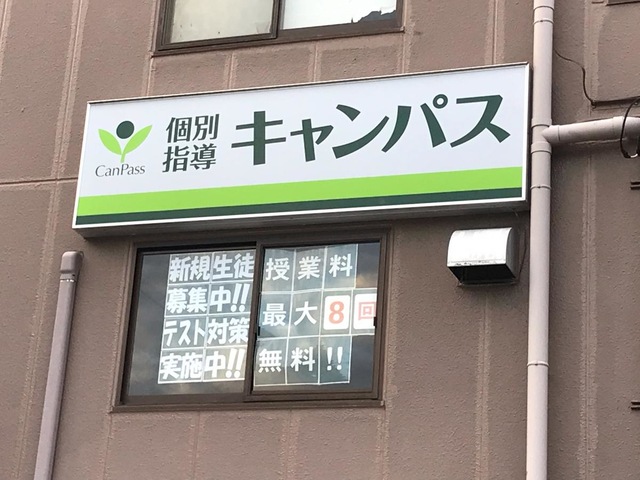 個別
指導
キャンパス
CanPass
新規生徒
募集中!!
テスト対策
実施中!!
授業料
最大8回
無料!!